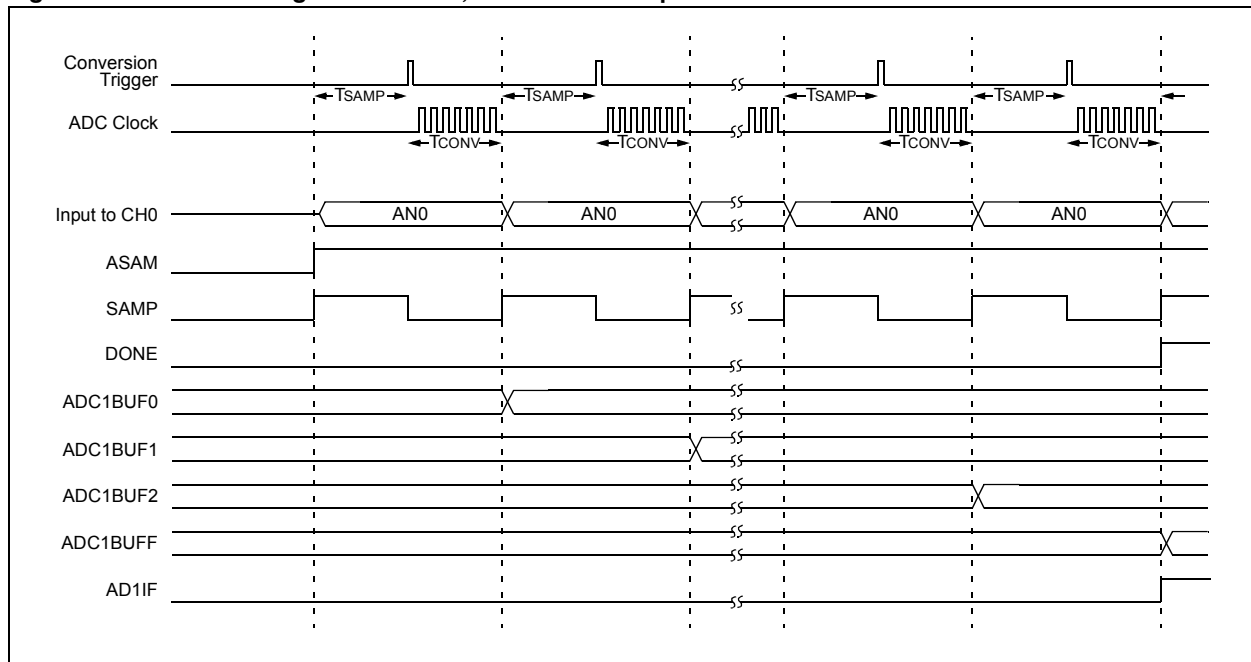 Conversion
Trigger
TSAMP TSAMP TSAMP TSAMP
ADC Clock
TCONV TCONV TCONV TCONV
Input to CH0 AN0 AN0 AN0 AN0
ASAM
SAMP
DONE
ADC1BUF0
ADC1BUF1
ADC1BUF2
ADC1BUFF
AD1IF